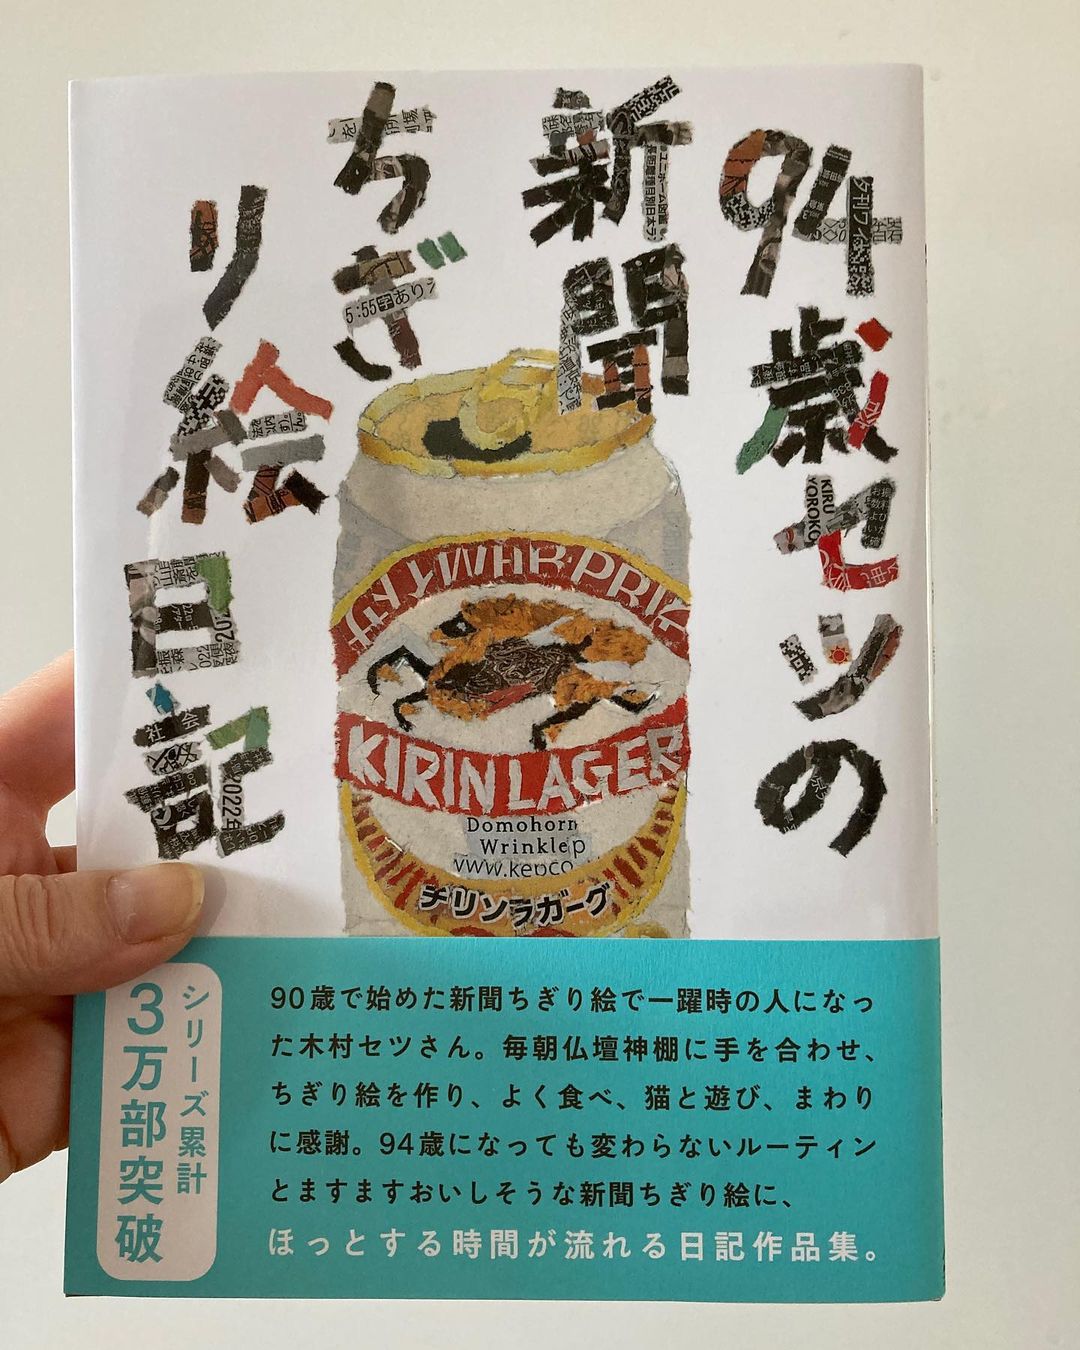 94歳セツの
新聞
ちぎ
り絵日記
KIRIN LAGER
Domohorn
Wrinklep
www.kepco
チリンラガーグ
シリーズ累計
3万部突破
90歳で始めた新聞ちぎり絵で一躍時の人になっ
た木村セツさん。毎朝仏壇神棚に手を合わせ、
ちぎり絵を作り、よく食べ、猫と遊び、まわり
に感謝。94歳になっても変わらないルーティン
とますますおいしそうな新聞ちぎり絵に、
ほっとする時間が流れる日記作品集。